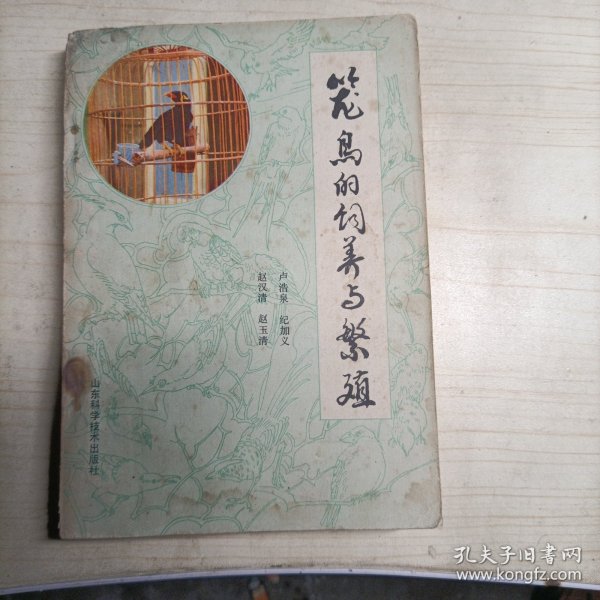 笼鸟的饲养与繁殖
卢浩泉 纪加义
赵汉清 赵玉清
山东科学技术出版社
孔夫子旧书网
www.kongfz.com